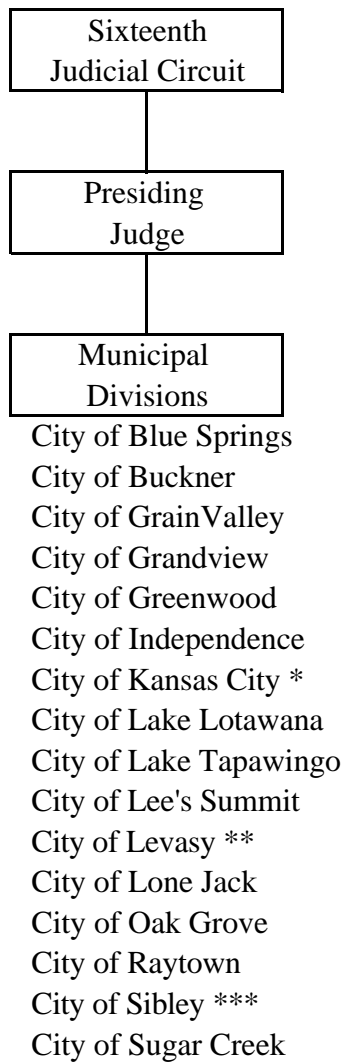 Sixteenth
Judicial Circuit
Presiding
Judge
Municipal
Divisions
City of Blue Springs
City of Buckner
City of GrainValley
City of Grandview
City of Greenwood
City of Independence
City of Kansas City *
City of Lake Lotawana
City of Lake Tapawingo
City of Lee's Summit
City of Levasy **
City of Lone Jack
City of Oak Grove
City of Raytown
City of Sibley ***
City of Sugar Creek